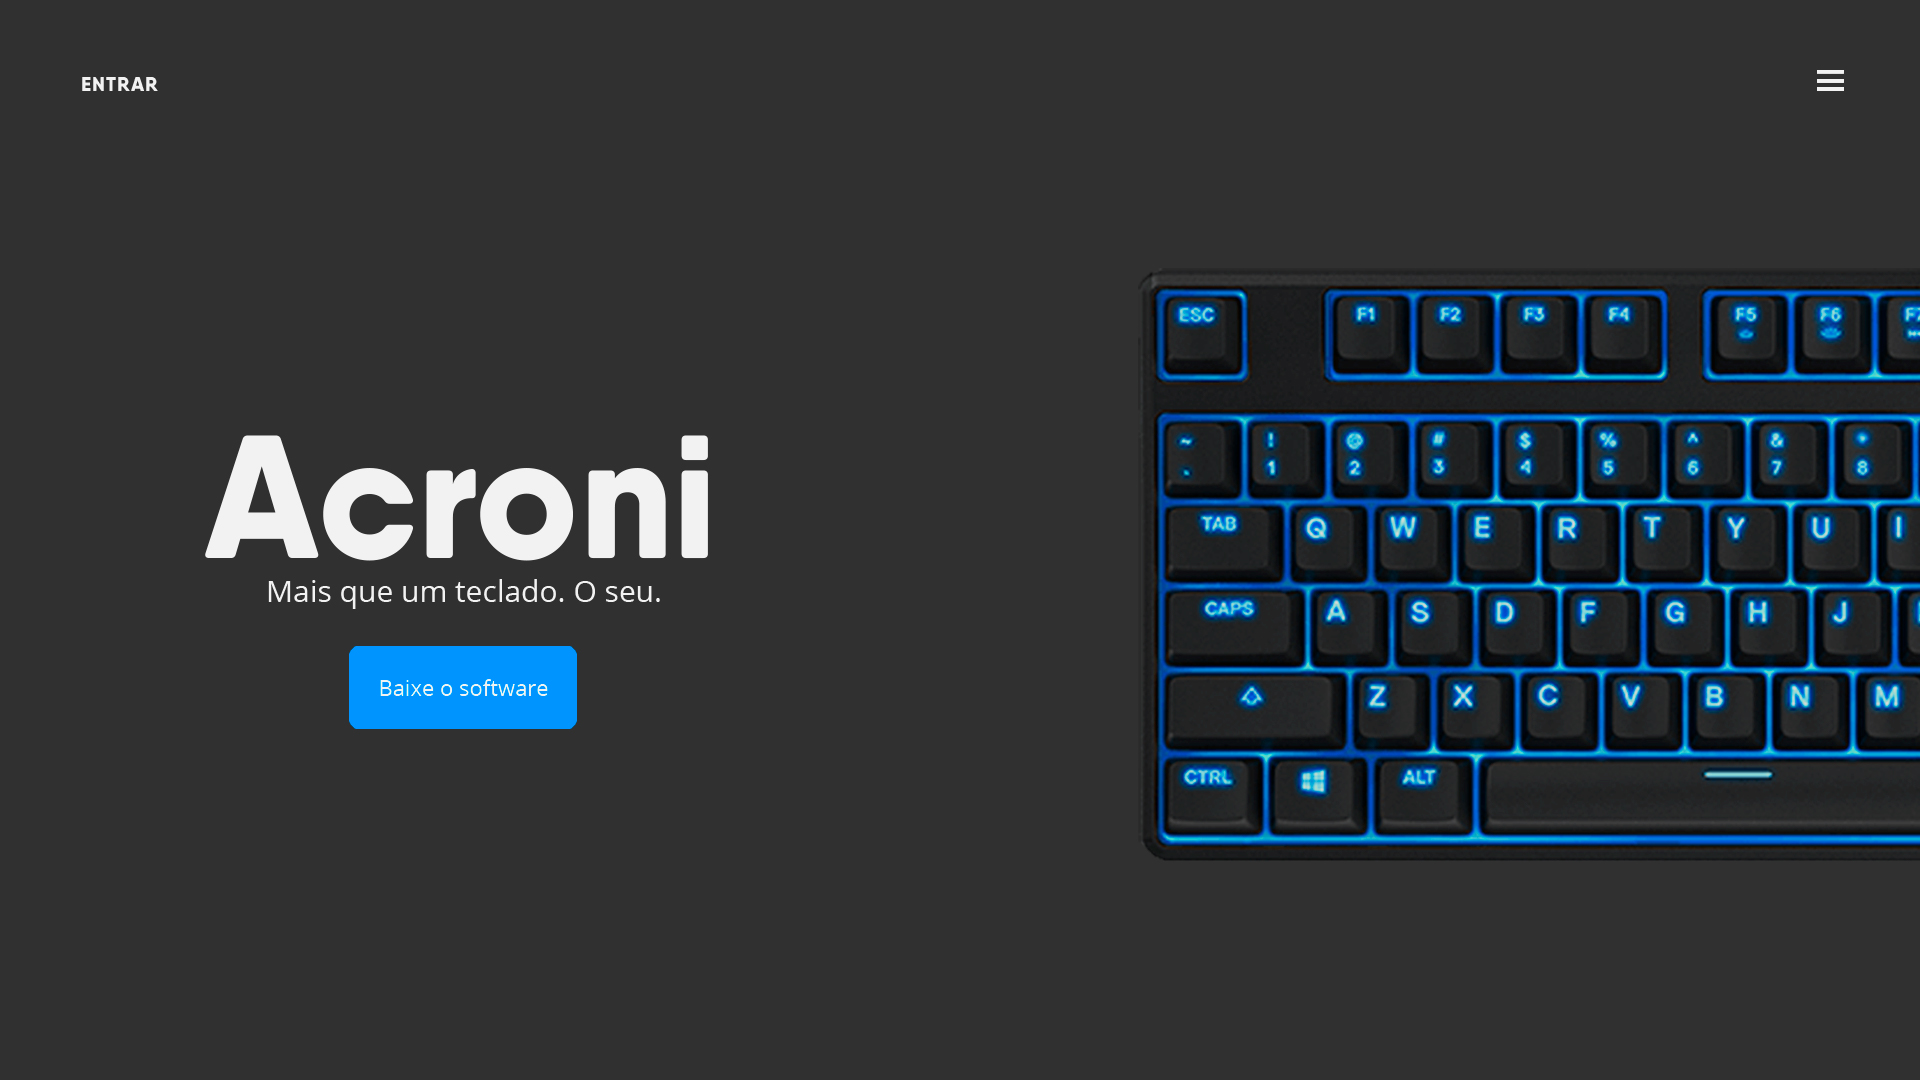 ENTRAR
Acroni
Mais que um teclado. O seu.
Baixe o software
ESC F1 F2 F3 F4 F5 F6
~ ! @ # $ % ^ & *
. 1 2 3 4 5 6 7 8
TAB Q W E R T Y U I
CAPS A S D F G H J
Z X C V B N M
CTRL ALT